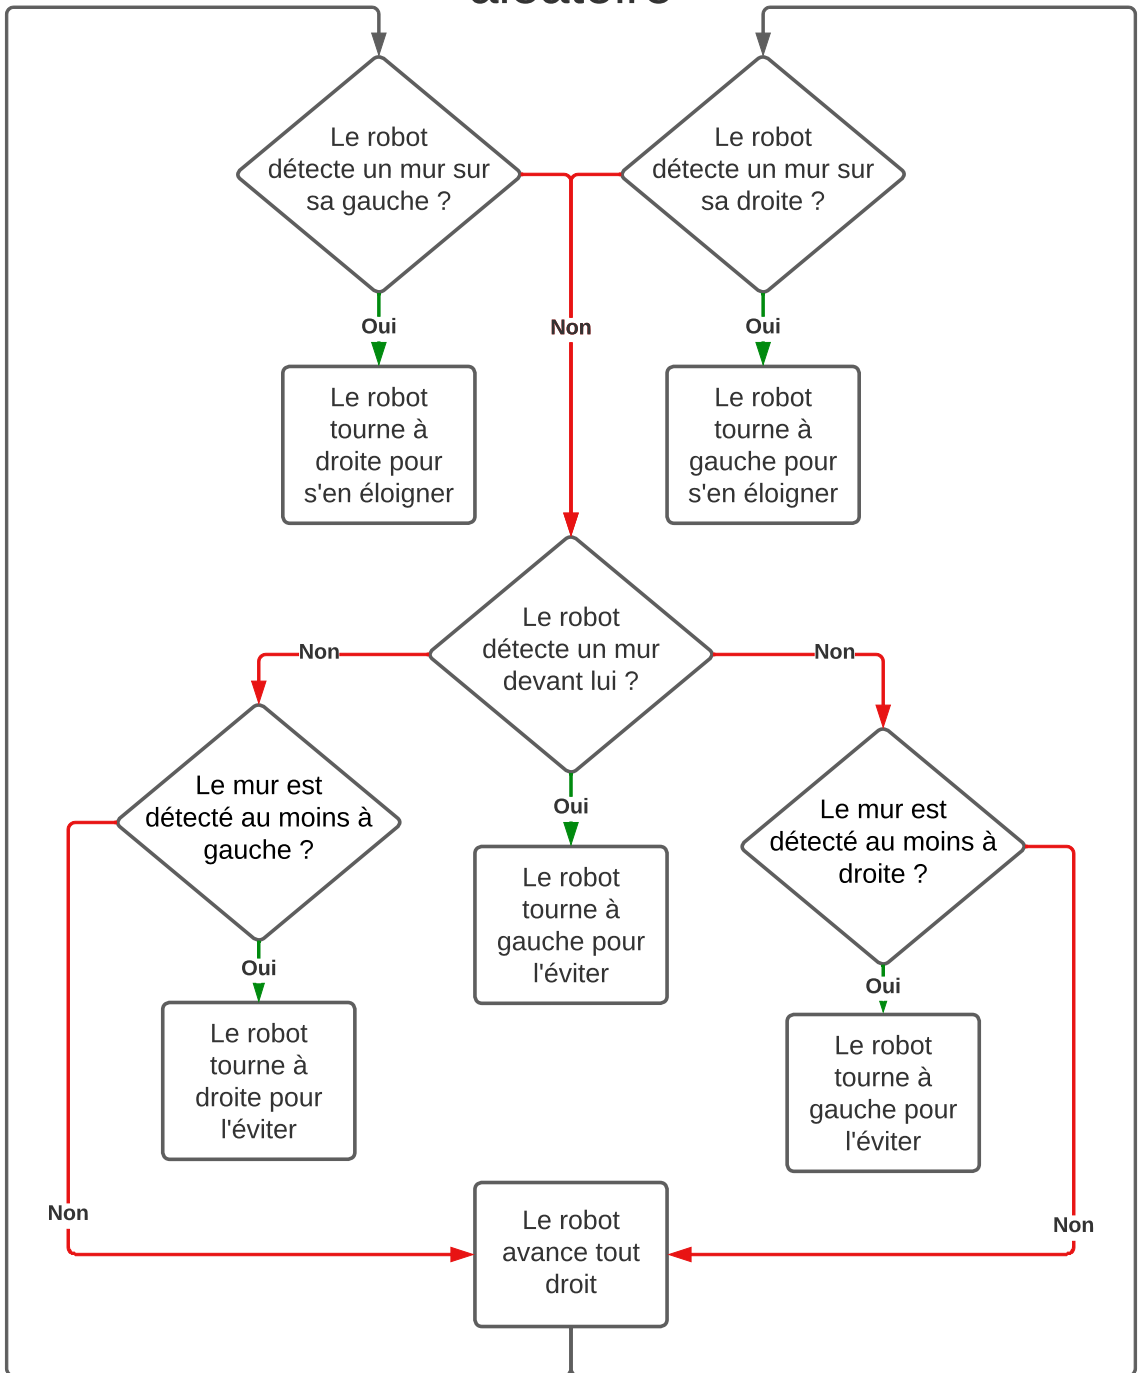 Le robot
détecte un mur sur
sa gauche ?
Le robot
détecte un mur sur
sa droite ?
Oui
Non
Oui
Le robot
tourne à
droite pour
s'en éloigner
Le robot
tourne à
gauche pour
s'en éloigner
Le robot
détecte un mur
devant lui ?
Non
Non
Le mur est
détecté au moins à
gauche ?
Oui
Le mur est
détecté au moins à
droite ?
Le robot
tourne à
gauche pour
l'éviter
Oui
Oui
Le robot
tourne à
droite pour
l'éviter
Le robot
tourne à
gauche pour
l'éviter
Non
Non
Le robot
avance tout
droit